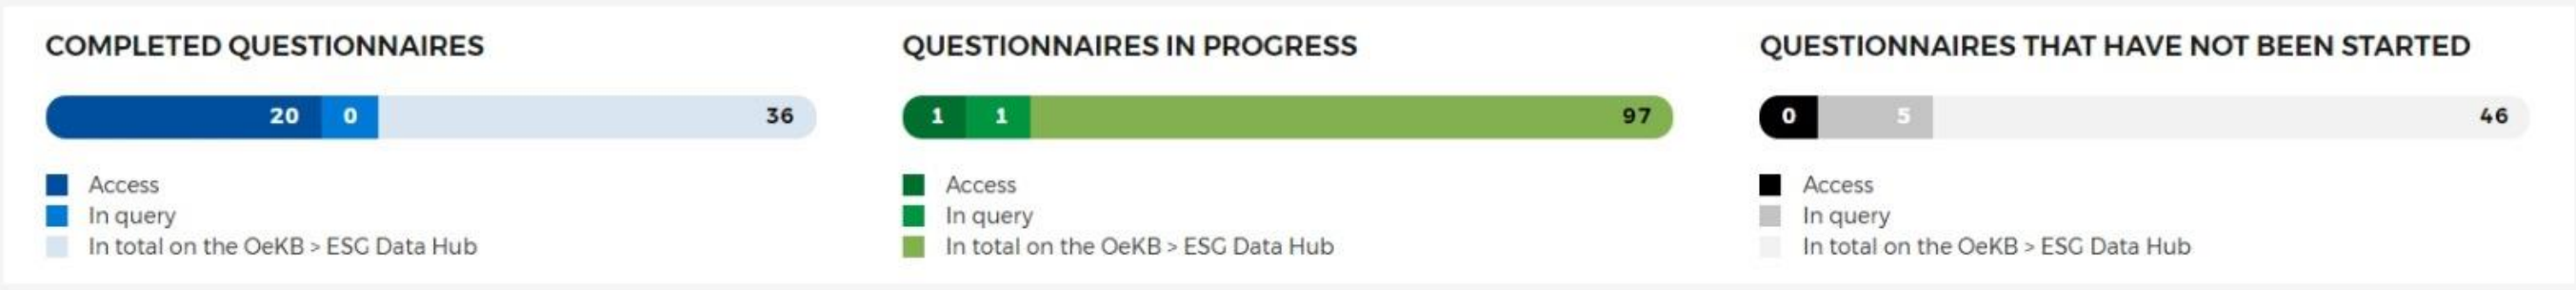 COMPLETED QUESTIONNAIRES
20 0 36
Access
In query
In total on the OeKB > ESG Data Hub
QUESTIONNAIRES IN PROGRESS
1 1 97
Access
In query
In total on the OeKB > ESG Data Hub
QUESTIONNAIRES THAT HAVE NOT BEEN STARTED
0 5 46
Access
In query
In total on the OeKB > ESG Data Hub